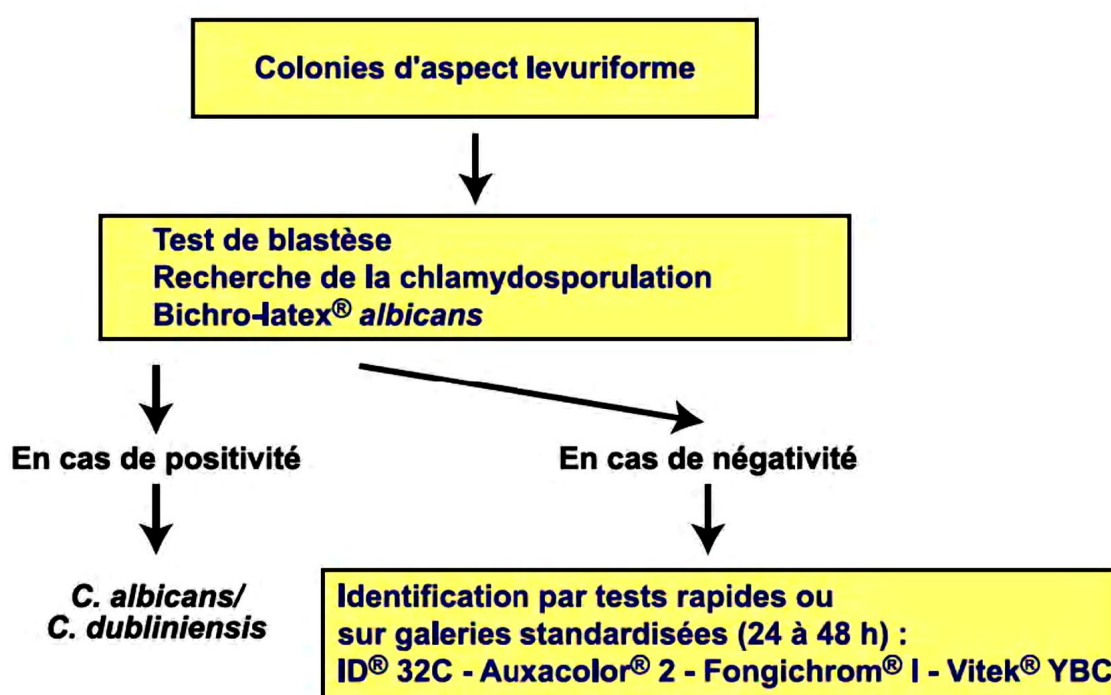 Colonies d'aspect levuriforme
Test de blastèse
Recherche de la chlamydosporulation
Bichro-latex® albicans
En cas de positivité
En cas de négativité
C. albicans/
C. dubliniensis
Identification par tests rapides ou
sur galeries standardisées (24 à 48 h) :
ID® 32C - Auxacolor® 2 - Fongichrom® I - Vitek® YBC